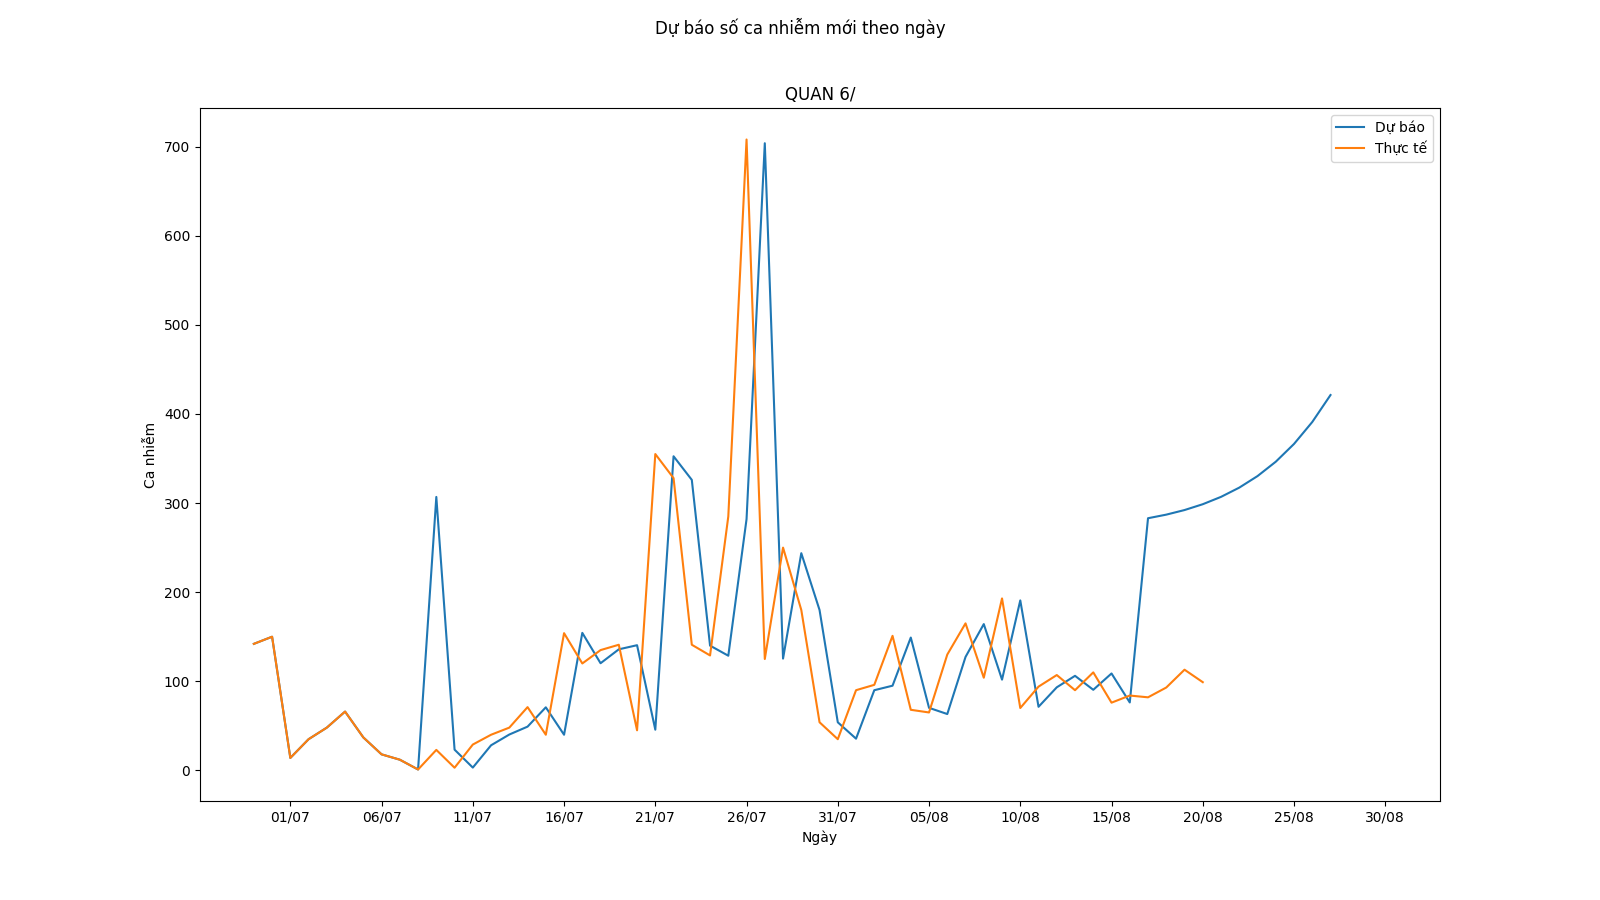 Dự báo số ca nhiễm mới theo ngày
QUAN 6/
Dự báo
Thực tế
700
600
500
400
300
200
100
0
Ca nhiễm
01/07 06/07 11/07 16/07 21/07 26/07 31/07 05/08 10/08 15/08 20/08 25/08 30/08
Ngày